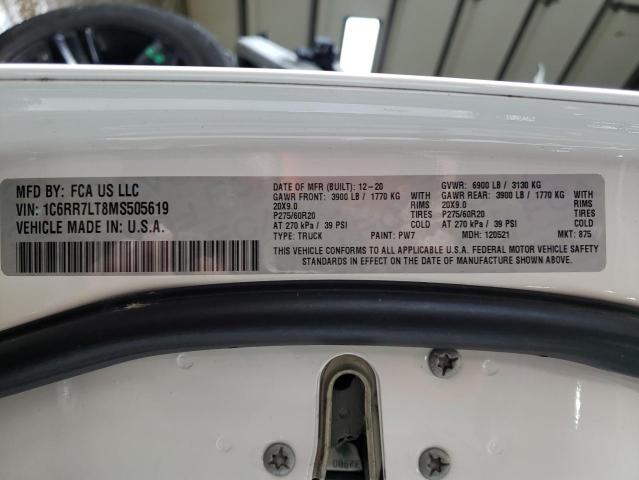 MFD BY: FCA US LLC
VIN: 1C6RR7LT8MS505619
VEHICLE MADE IN: U.S.A.
DATE OF MFR (BUILT): 12-20
GVWR: 6900 LB / 3130 KG
GAWR FRONT: 3900 LB / 1770 KG WITH
GAWR REAR: 3900 LB / 1770 KG WITH
20X9.0 RIMS
20X9.0 RIMS
P275/60R20 TIRES
P275/60R20 TIRES
AT 270 kPa / 39 PSI COLD
AT 270 kPa / 39 PSI COLD
TYPE: TRUCK PAINT: PW7 MDH: 120521 MKT: 875
THIS VEHICLE CONFORMS TO ALL APPLICABLE U.S.A. FEDERAL MOTOR VEHICLE SAFETY
STANDARDS IN EFFECT ON THE DATE OF MANUFACTURE SHOWN ABOVE.